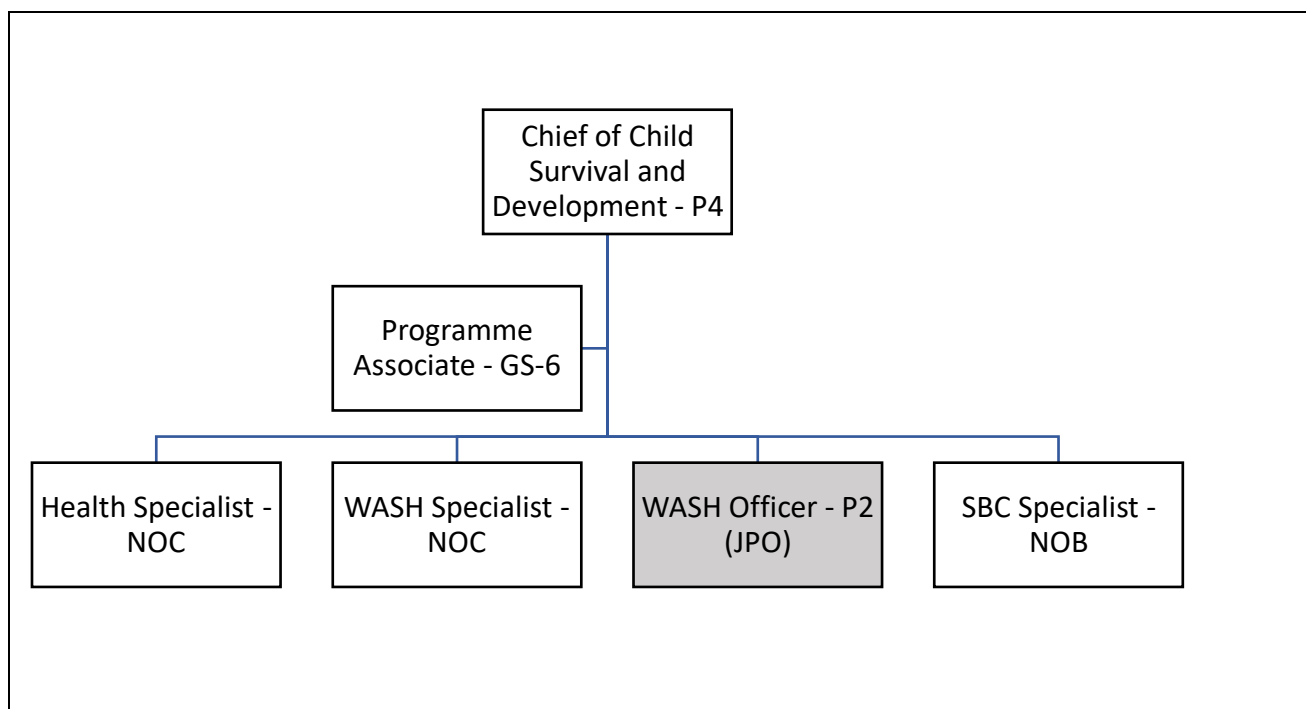 Chief of Child
Survival and
Development - P4
Programme
Associate - GS-6
Health Specialist -
NOC
WASH Specialist -
NOC
WASH Officer - P2
(JPO)
SBC Specialist -
NOB